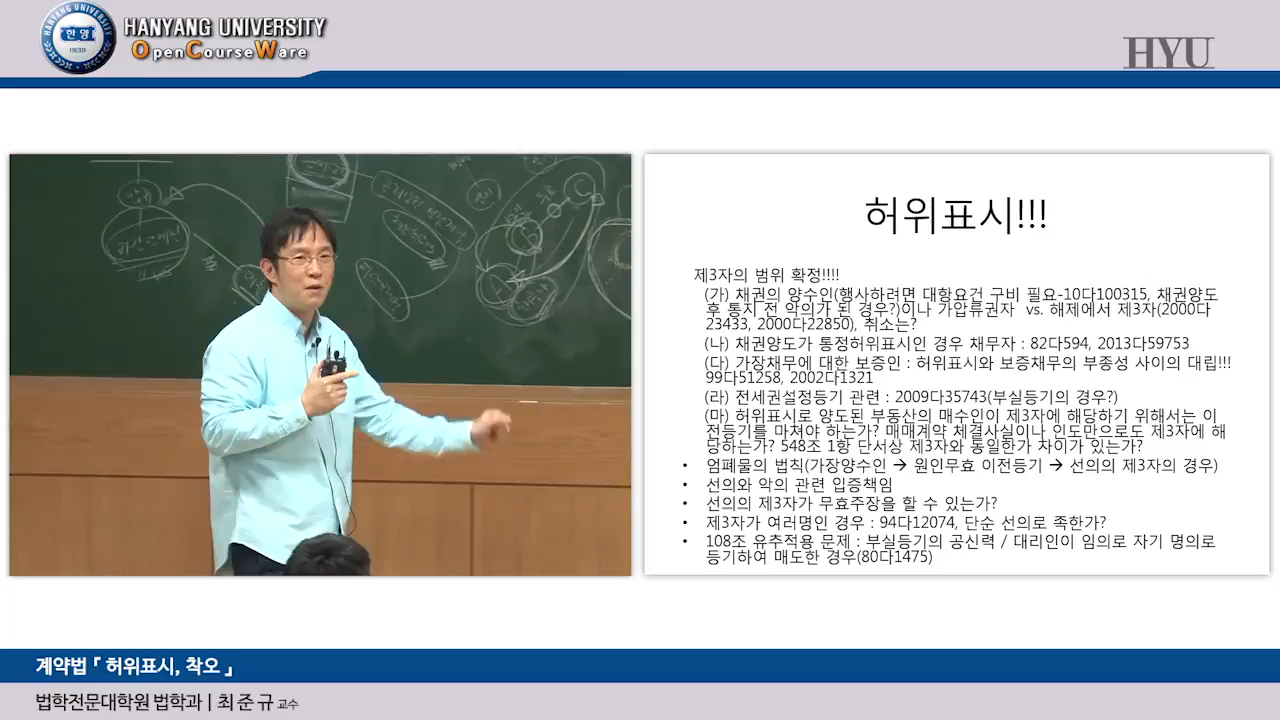 HANYANG UNIVERSITY
OpenCourseWare
한양
1939
HYU
허위표시!!!
제3자의 범위 확정!!!!
(가) 채권의 양수인(행사하려면 대항요건 구비 필요-10다100315, 채권양도
후 통지 전 악의가 된 경우?)이나 가압류권자 vs. 해제에서 제3자(2000다
23433, 2000다22850), 취소는?
(나) 채권양도가 통정허위표시인 경우 채무자 : 82다594, 2013다59753
(다) 가장채무에 대한 보증인 : 허위표시와 보증채무의 부종성 사이의 대립!!!
99다51258, 2002다1321
(라) 전세권설정등기 관련 : 2009다35743(부실등기의 경우?)
(마) 허위표시로 양도된 부동산의 매수인이 제3자에 해당하기 위해서는 이
전등기를 마쳐야 하는가? 매매계약 체결사실이나 인도만으로도 제3자에 해
당하는가? 548조 1항 단서상 제3자와 동일한가 차이가 있는가?
• 엄폐물의 법칙(가장양수인 → 원인무효 이전등기 → 선의의 제3자의 경우)
• 선의와 악의 관련 입증책임
• 선의의 제3자가 무효주장을 할 수 있는가?
• 제3자가 여러명인 경우 : 94다12074, 단순 선의로 족한가?
• 108조 유추적용 문제 : 부실등기의 공신력 / 대리인이 임의로 자기 명의로
등기하여 매도한 경우(80다1475)
계약법 『 허위표시, 착오 』
법학전문대학원 법학과 | 최 준 규 교수